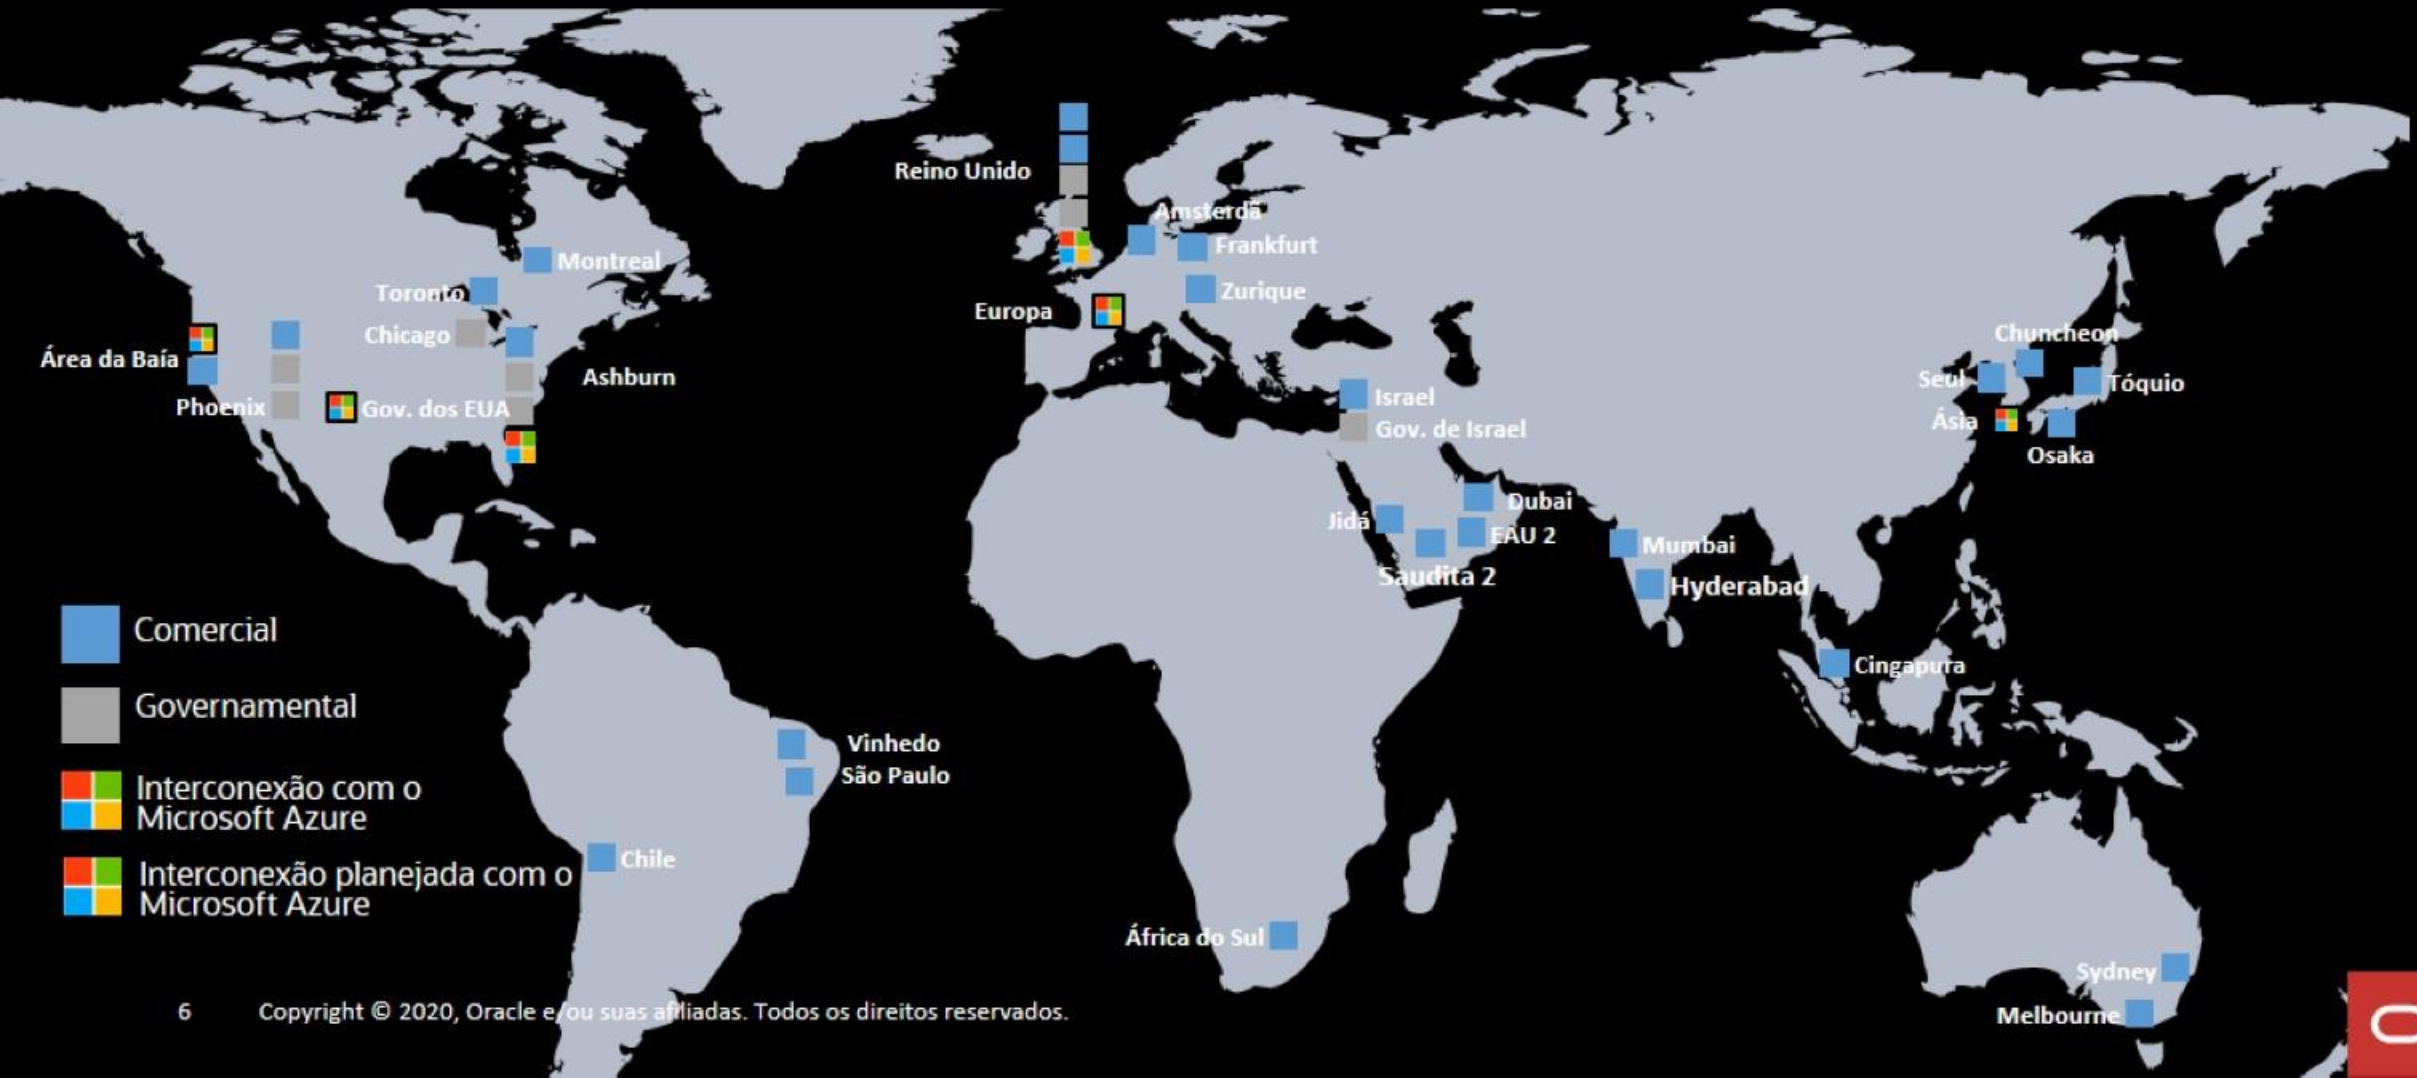 Reino Unido
Amsterdã
Frankfurt
Montreal
Toronto
Zurique
Europa
Chicago
Área da Baía
Ashburn
Phoenix
Gov. dos EUA
Chuncheon
Seul
Tóquio
Israel
Ásia
Gov. de Israel
Osaka
Dubai
Jidá
EAU 2
Mumbai
Saudita 2
Hyderabad
Comercial
Cingapura
Governamental
Vinhedo
São Paulo
Interconexão com o
Microsoft Azure
Chile
Interconexão planejada com o
Microsoft Azure
África do Sul
Sydney
Melbourne
6 Copyright © 2020, Oracle e/ou suas afiliadas. Todos os direitos reservados.